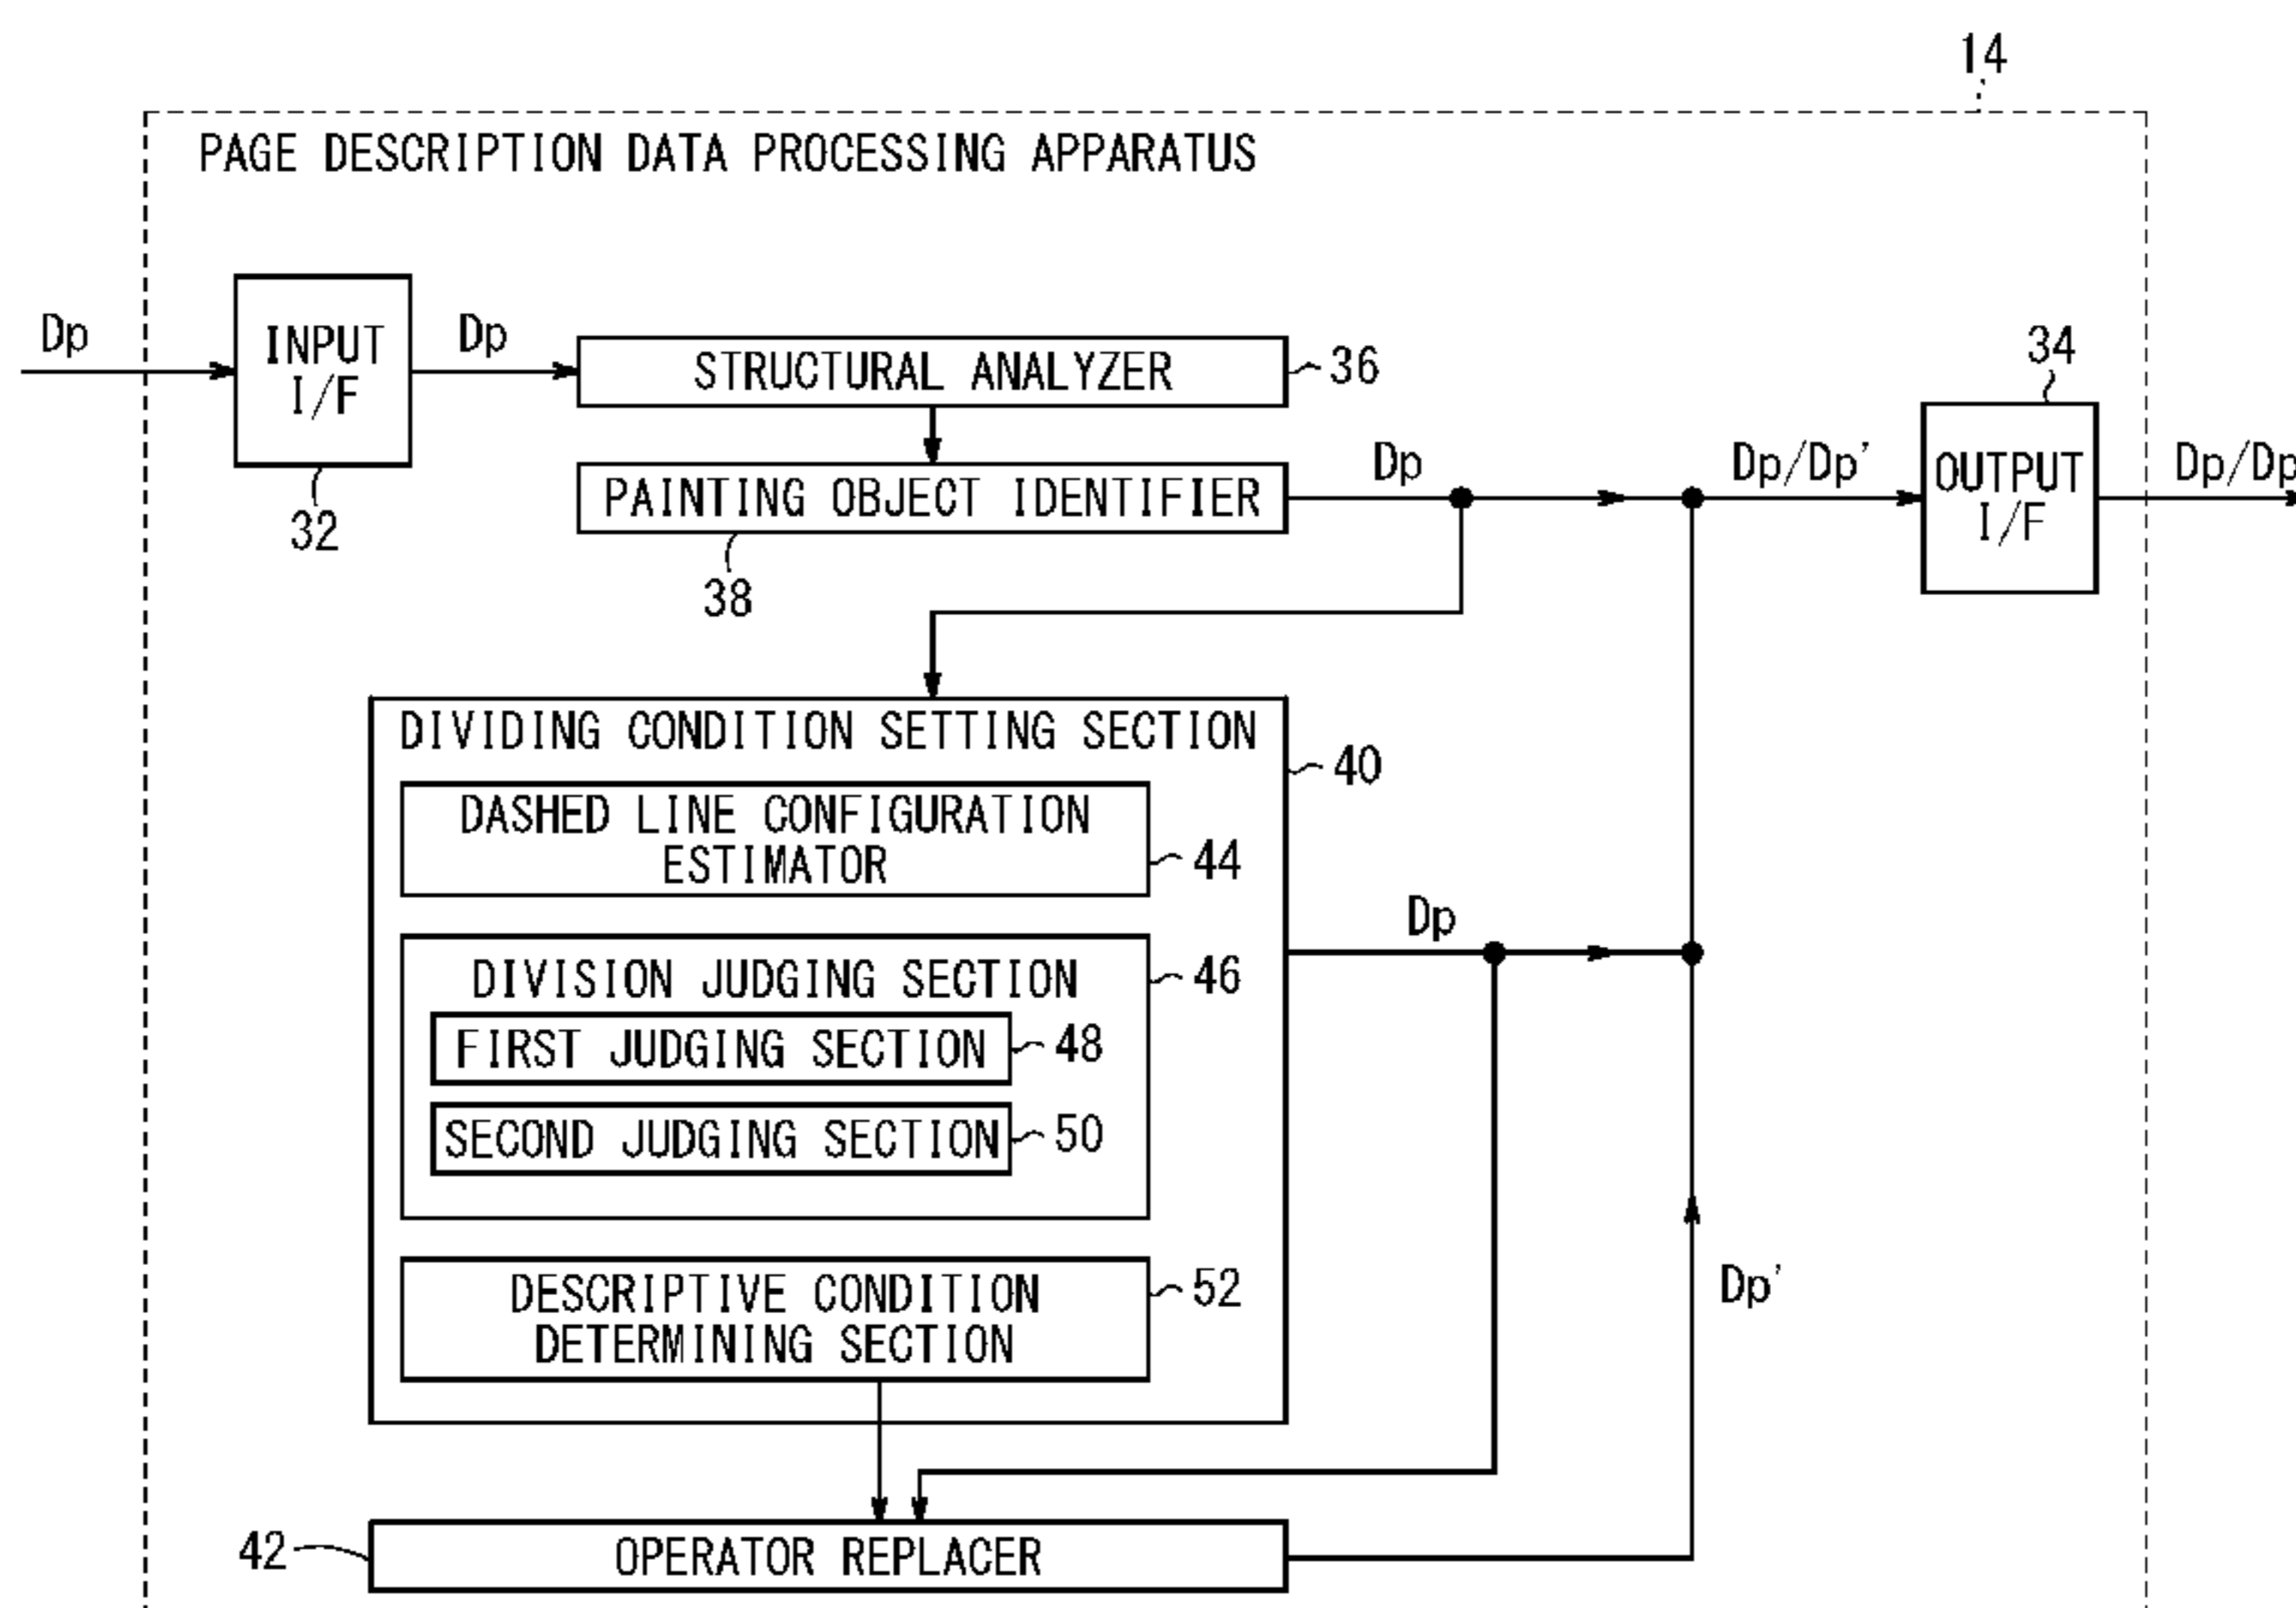 14
PAGE DESCRIPTION DATA PROCESSING APPARATUS
Dp
INPUT
I/F
32
Dp
STRUCTURAL ANALYZER
36
PAINTING OBJECT IDENTIFIER
38
Dp
Dp/Dp'
34
OUTPUT
I/F
Dp/Dp
DIVIDING CONDITION SETTING SECTION
40
DASHED LINE CONFIGURATION
ESTIMATOR
44
DIVISION JUDGING SECTION
46
FIRST JUDGING SECTION
48
SECOND JUDGING SECTION
50
DESCRIPTIVE CONDITION
DETERMINING SECTION
52
Dp
Dp'
42
OPERATOR REPLACER